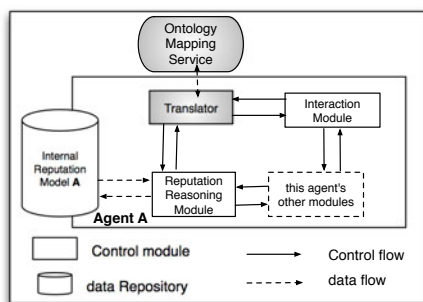 Ontology
Mapping
Service
Translator
Interaction
Module
Internal
Reputation
Model A
Reputation
Reasoning
Module
this agent's
other modules
Agent A
Control module
Control flow
data Repository
data flow